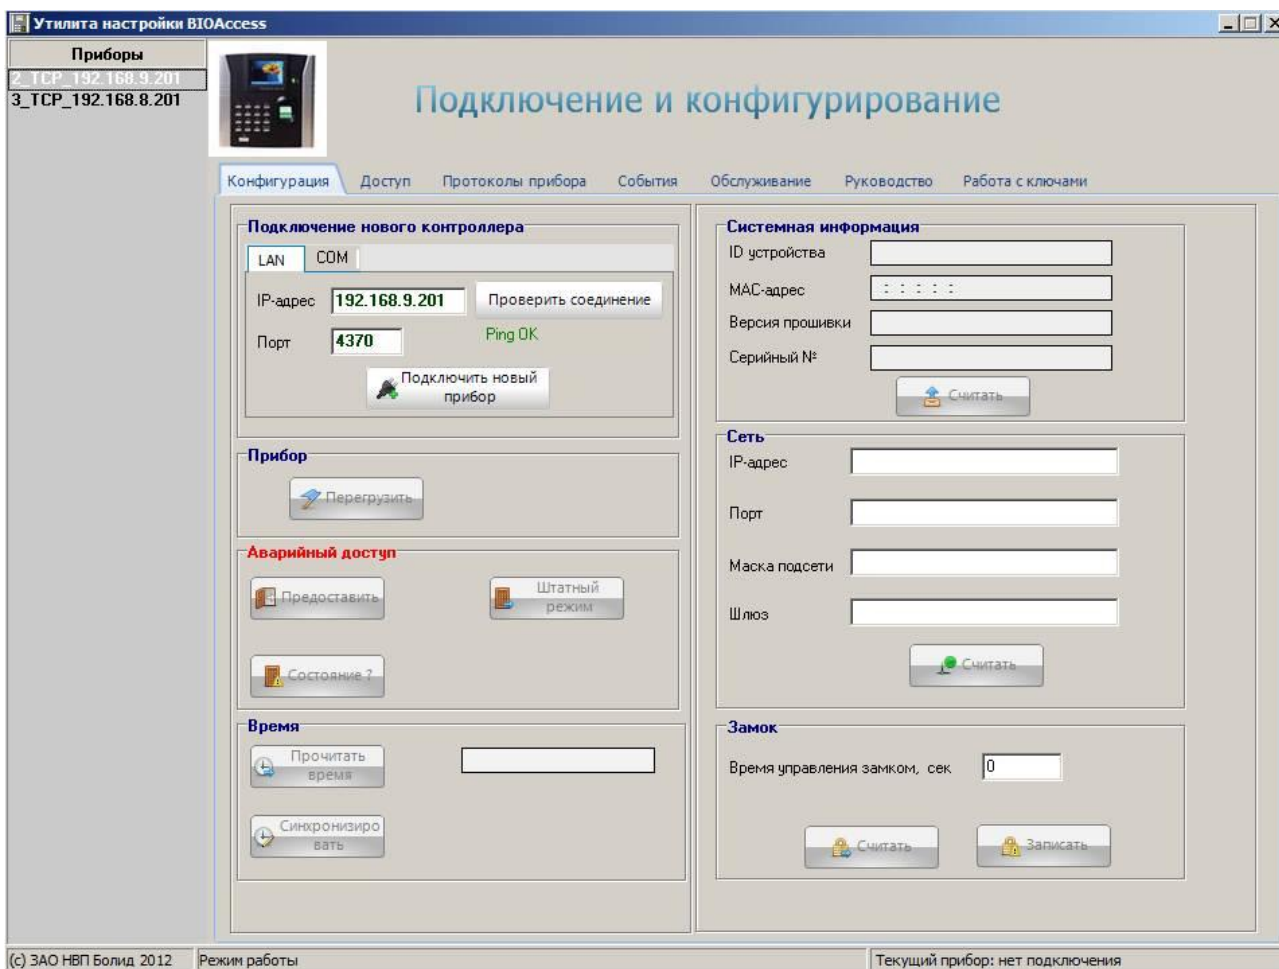 Утилита настройки BIOAccess
Приборы
2_TCP_192.168.9.201
3_TCP_192.168.8.201
Подключение и конфигурирование
Конфигурация Доступ Протоколы прибора События Обслуживание Руководство Работа с ключами
Подключение нового контроллера
LAN COM
IP-адрес 192.168.9.201 Проверить соединение
Порт 4370 Ping OK
Подключить новый
прибор
Прибор
Перегрузить
Аварийный доступ
Предоставить
Штатный
режим
Состояние ?
Время
Прочитать
время
Синхронизиро
вать
Системная информация
ID устройства
MAC-адрес : : : : :
Версия прошивки
Серийный №
Считать
Сеть
IP-адрес
Порт
Маска подсети
Шлюз
Считать
Замок
Время управления замком, сек 0
Считать Записать
(c) ЗАО НВП Болид 2012 Режим работы Текущий прибор: нет подключения